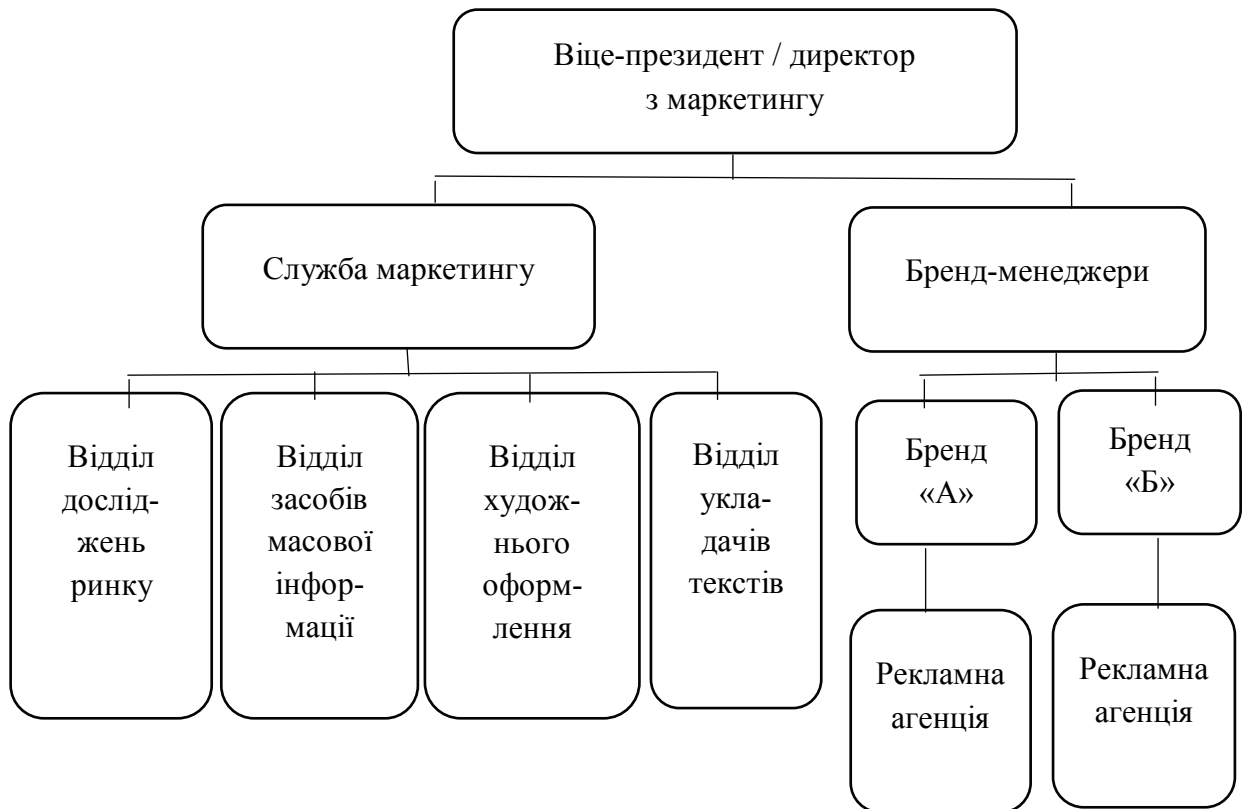 Віце-президент / директор
з маркетингу
Служба маркетингу
Бренд-менеджери
Відділ
дослід-
жень
ринку
Відділ
засобів
масової
інфор-
мації
Відділ
худож-
нього
оформ-
лення
Відділ
укла-
дачів
текстів
Бренд
«А»
Бренд
«Б»
Рекламна
агенція
Рекламна
агенція